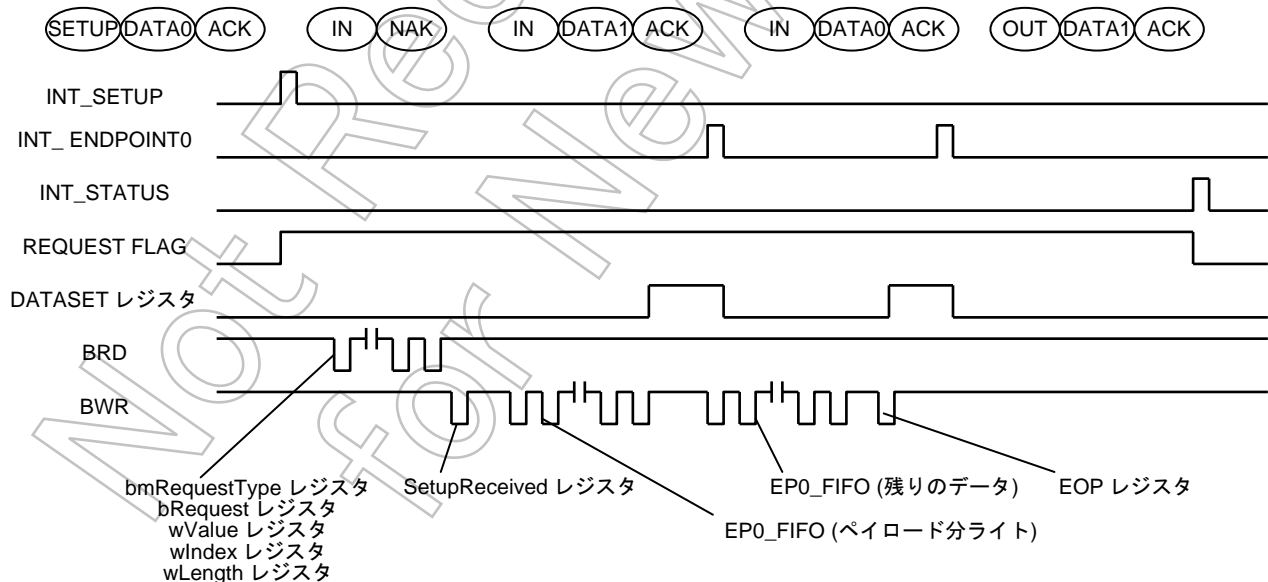 SETUP DATA0 ACK IN NAK IN DATA1 ACK IN DATA0 ACK OUT DATA1 ACK
INT_SETUP
INT_ ENDPOINT0
INT_STATUS
REQUEST FLAG
DATASET レジスタ
BRD
BWR
bmRequestType レジスタ
bRequest レジスタ
wValue レジスタ
wIndex レジスタ
wLength レジスタ
SetupReceived レジスタ
EP0_FIFO (ペイロード分ライト)
EP0_FIFO (残りのデータ)
EOP レジスタ
Not Re
for New